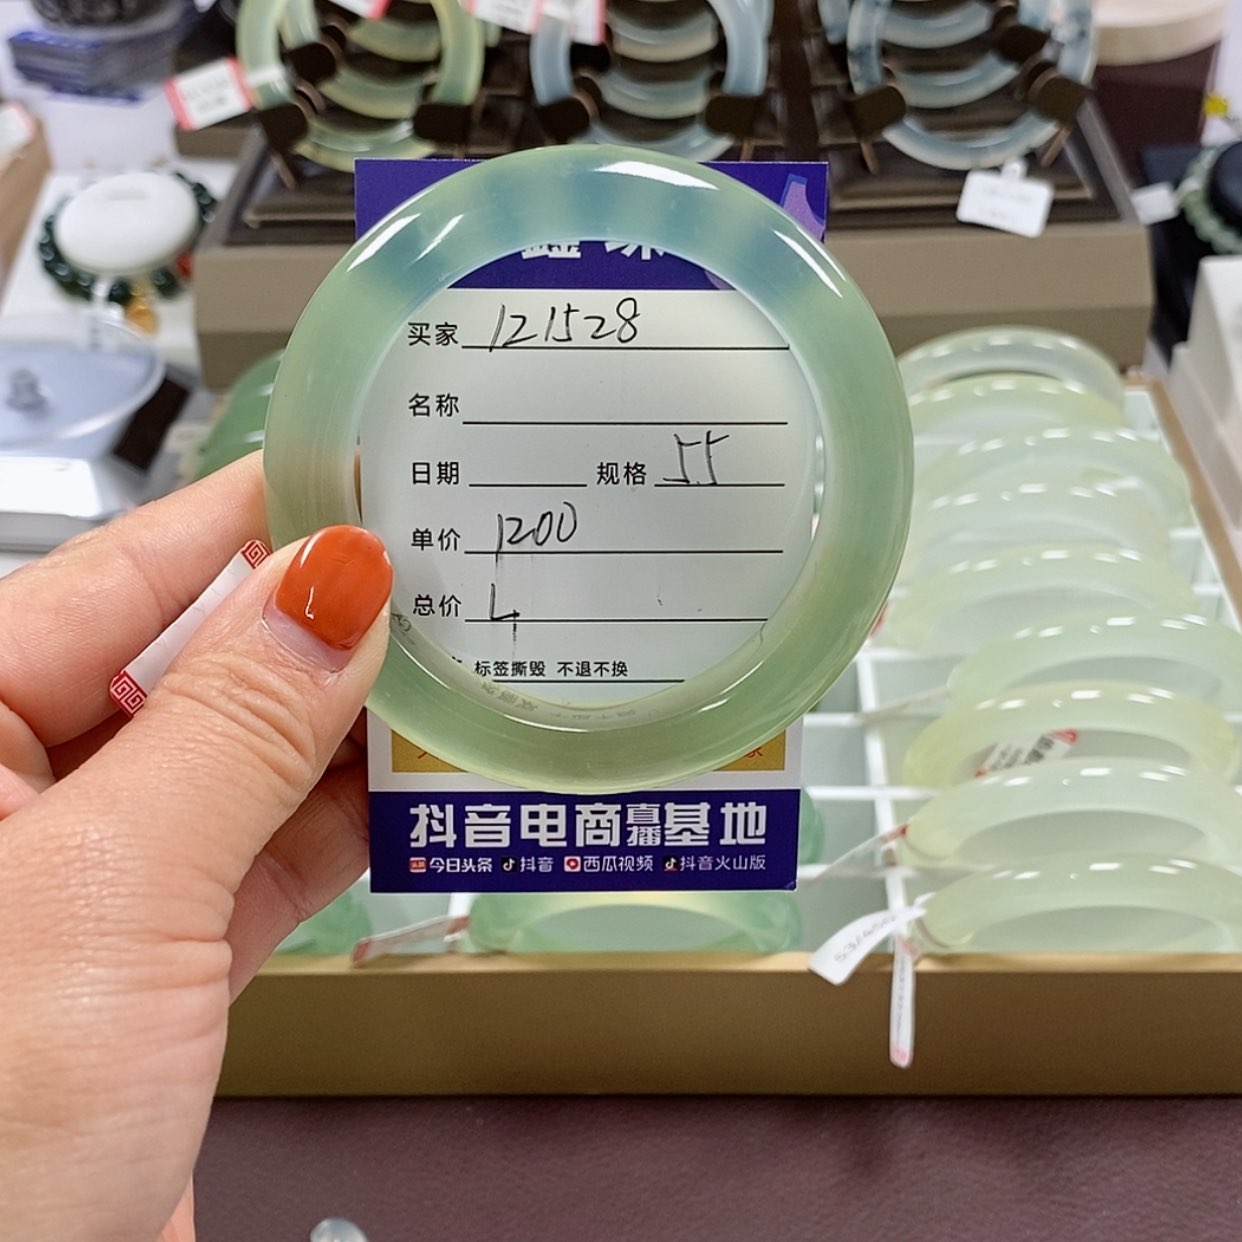 买家 121528
名称
日期 规格 55
单价 1200
总价 4
标签撕毁 不退不换
抖音电商直播基地
今日头条 抖音 西瓜视频 抖音火山版